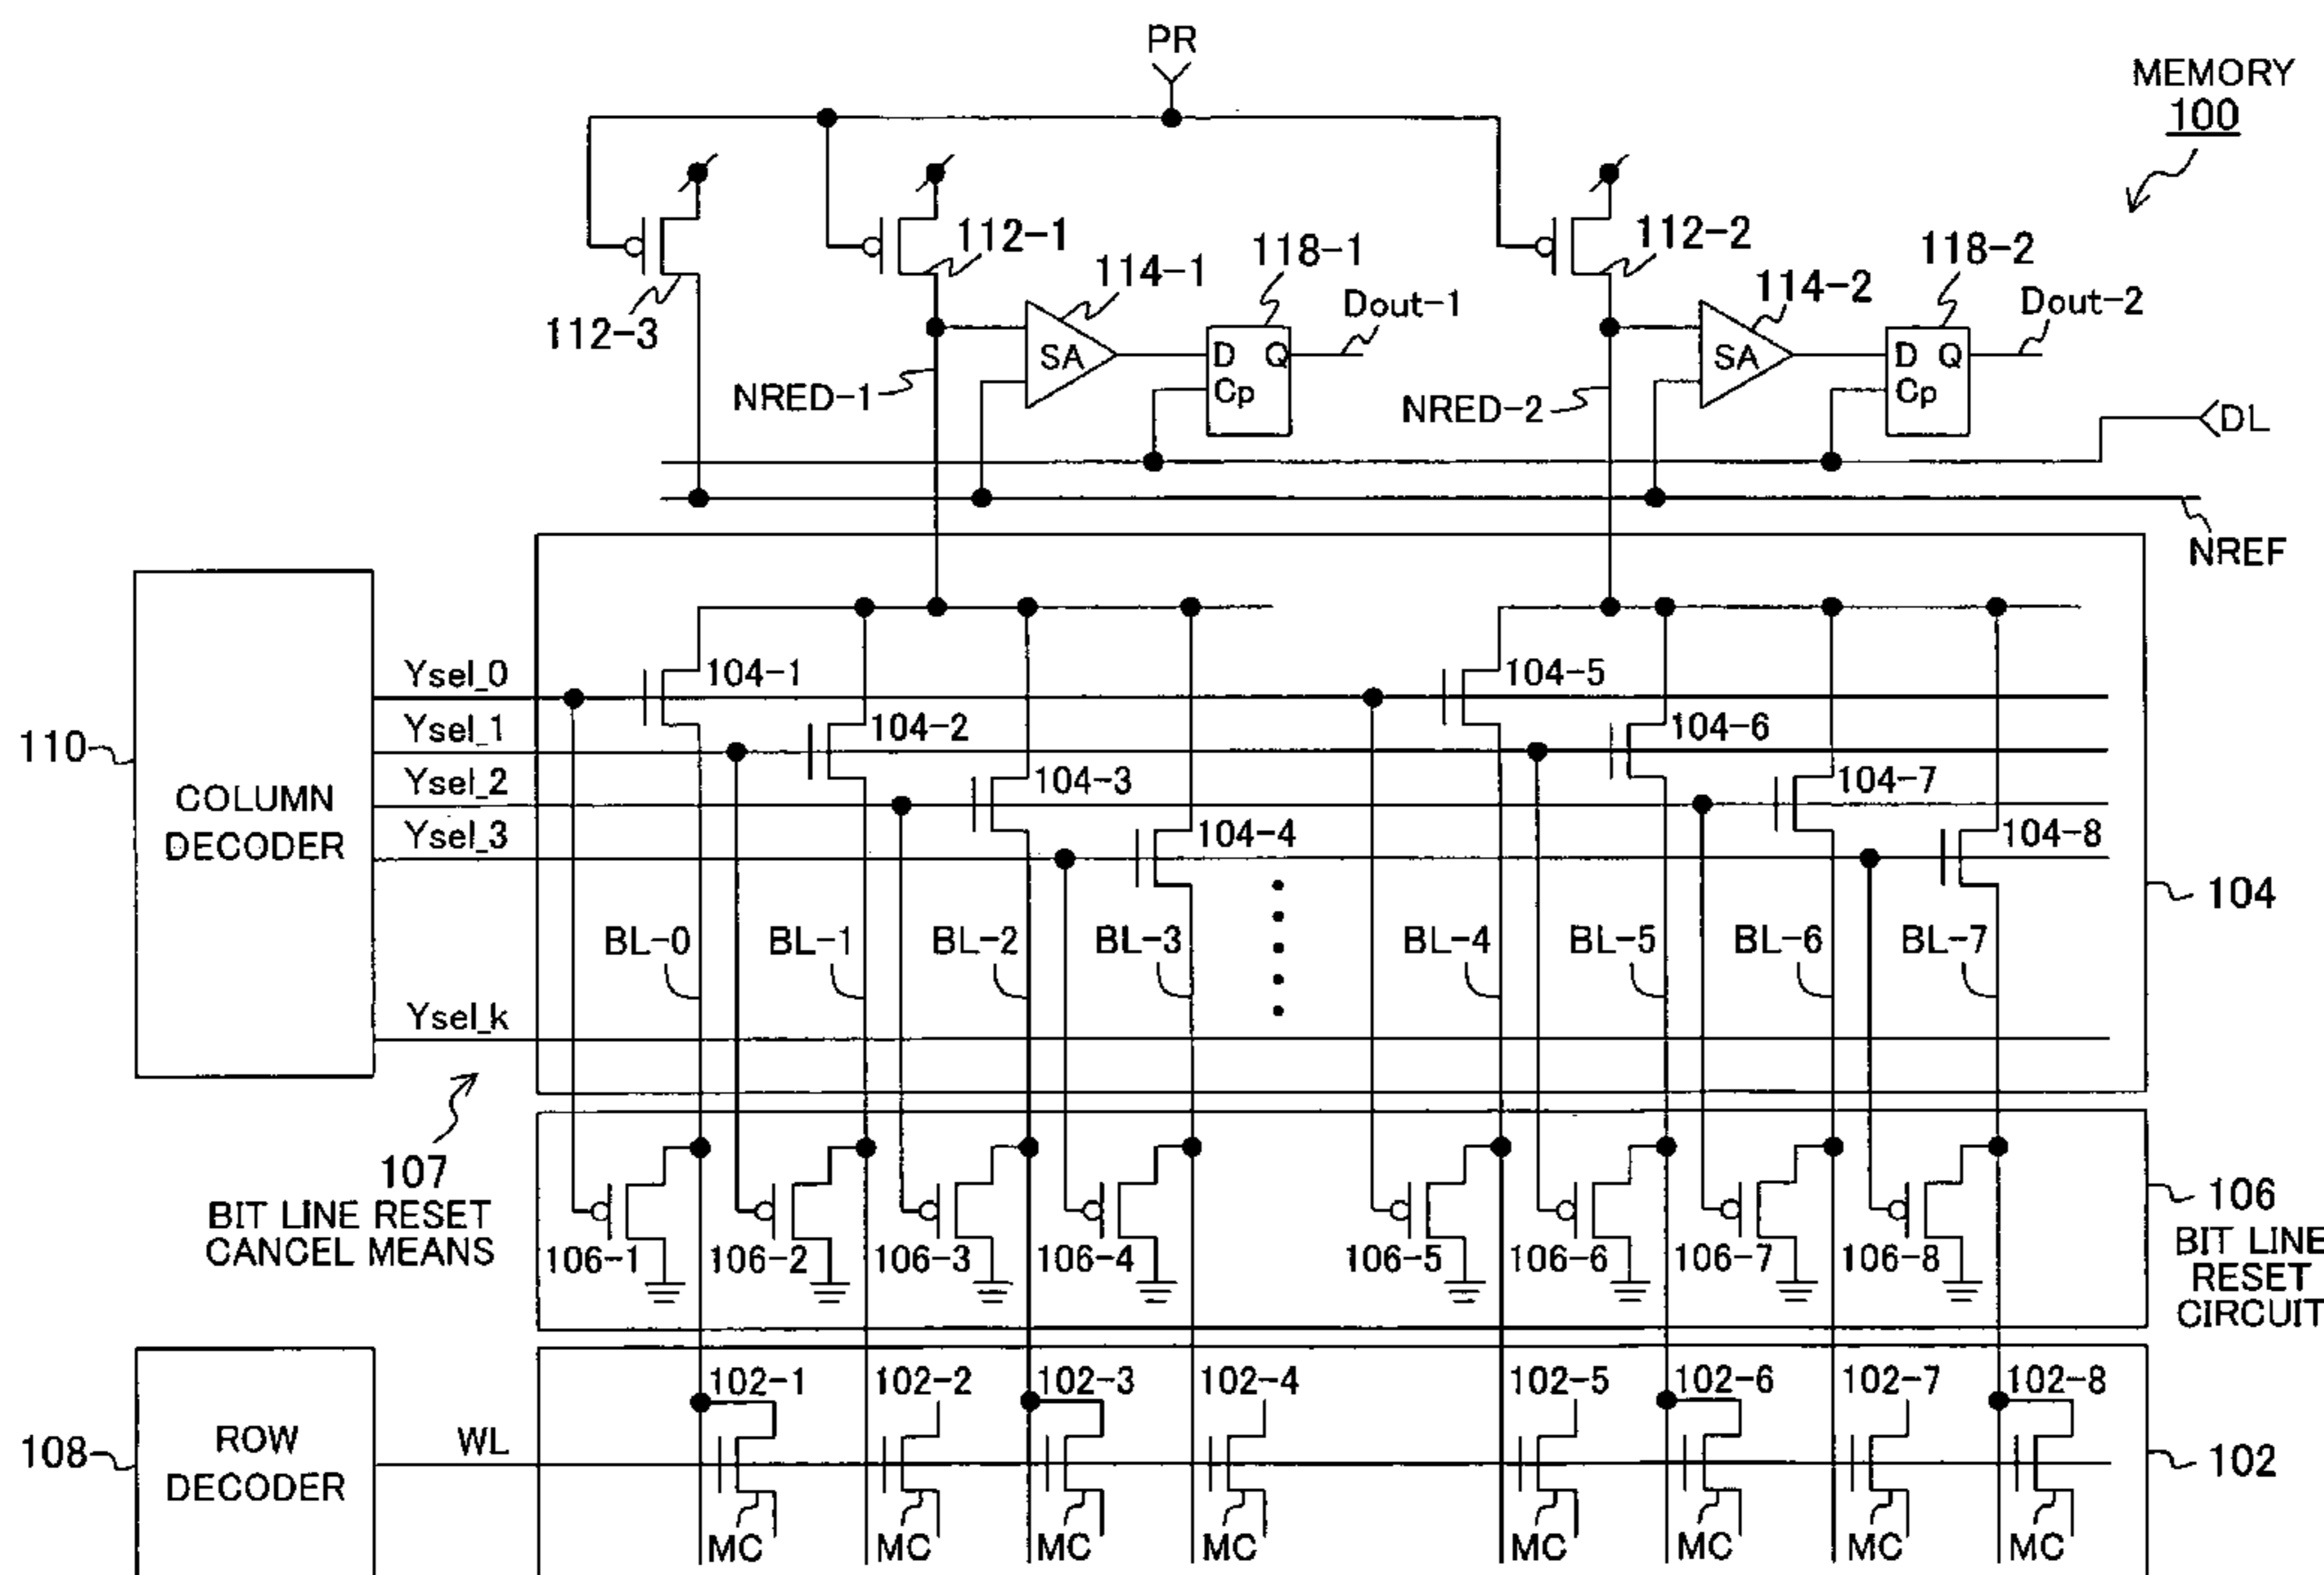 PR
MEMORY
100
112-1
112-2
118-1
118-2
114-1
114-2
Dout-1
Dout-2
112-3
SA
D Q
Cp
SA
D Q
Cp
NRED-1
NRED-2
DL
NREF
Ysel_0
104-1
104-5
Ysel_1
104-2
104-6
110
Ysel_2
104-3
104-7
COLUMN
DECODER
Ysel_3
104-4
104-8
104
BL-0
BL-1
BL-2
BL-3
BL-4
BL-5
BL-6
BL-7
Ysel_k
107
BIT LINE RESET
CANCEL MEANS
106
BIT LINE
RESET
CIRCUIT
106-1
106-2
106-3
106-4
106-5
106-6
106-7
106-8
102-1
102-2
102-3
102-4
102-5
102-6
102-7
102-8
108
ROW
DECODER
WL
102
MC
MC
MC
MC
MC
MC
MC
MC